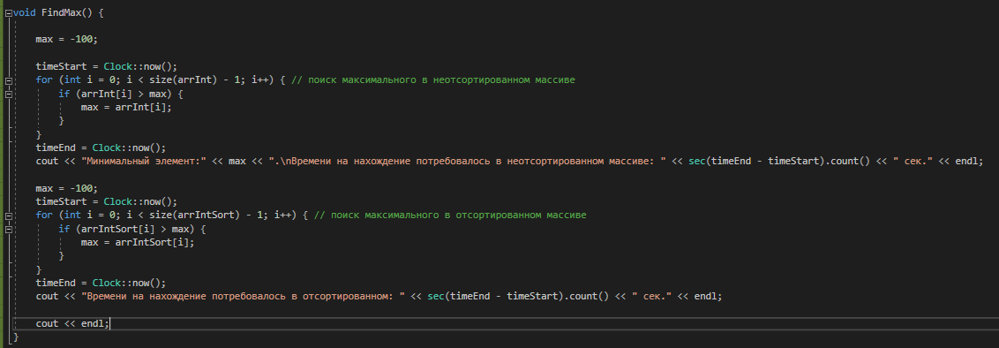 void FindMax() {
max = -100;
timeStart = Clock::now();
for (int i = 0; i < size(arrInt) - 1; i++) { // поиск максимального в неотсортированном массиве
if (arrInt[i] > max) {
max = arrInt[i];
}
}
timeEnd = Clock::now();
cout << "Минимальный элемент:" << max << ".\nВремени на нахождение потребовалось в неотсортированном массиве: " << sec(timeEnd - timeStart).count() << " сек." << endl;
max = -100;
timeStart = Clock::now();
for (int i = 0; i < size(arrIntSort) - 1; i++) { // поиск максимального в отсортированном массиве
if (arrIntSort[i] > max) {
max = arrIntSort[i];
}
}
timeEnd = Clock::now();
cout << "Времени на нахождение потребовалось в отсортированном: " << sec(timeEnd - timeStart).count() << " сек." << endl;
cout << endl;
}